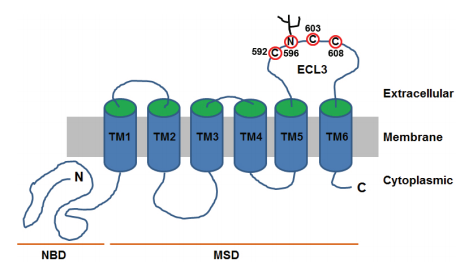 603
592 C N C C
596 608
ECL3
Extracellular
TM1 TM2 TM3 TM4 TM5 TM6 Membrane
N C Cytoplasmic
NBD MSD